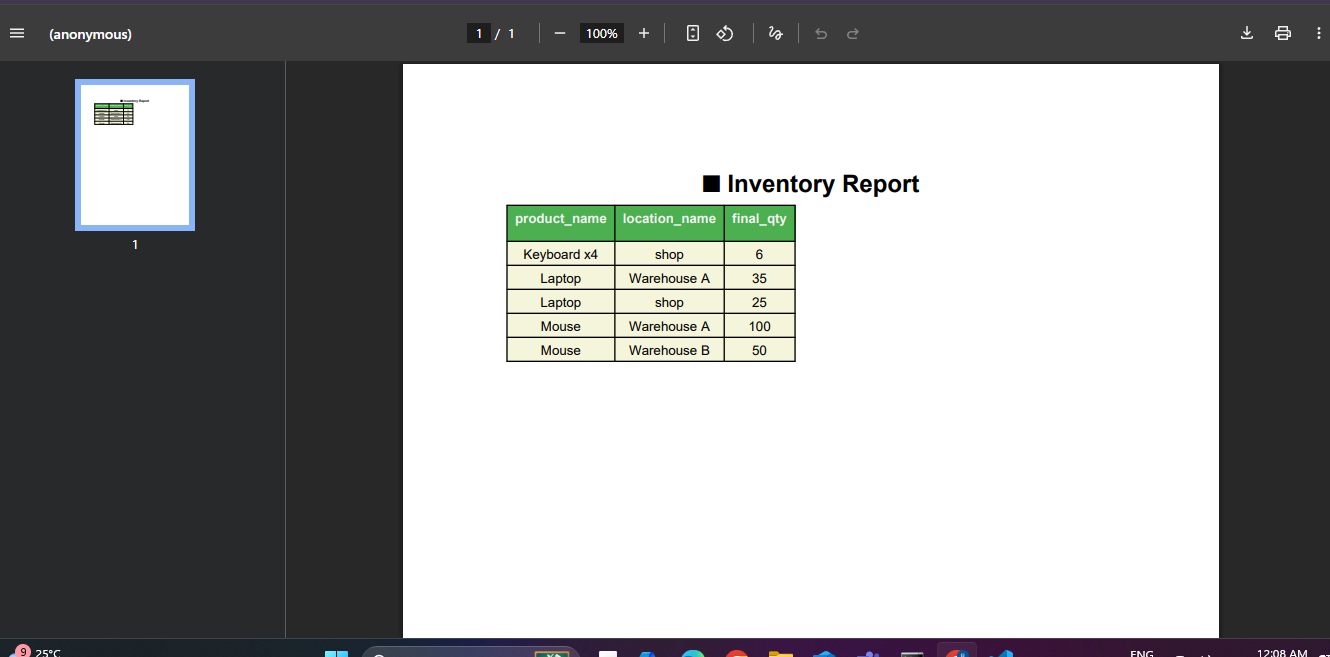 (anonymous)
1 / 1
100%
1
■ Inventory Report
product_name location_name final_qty
Keyboard x4 shop 6
Laptop Warehouse A 35
Laptop shop 25
Mouse Warehouse A 100
Mouse Warehouse B 50
9 25°C
ENG
12:08 AM